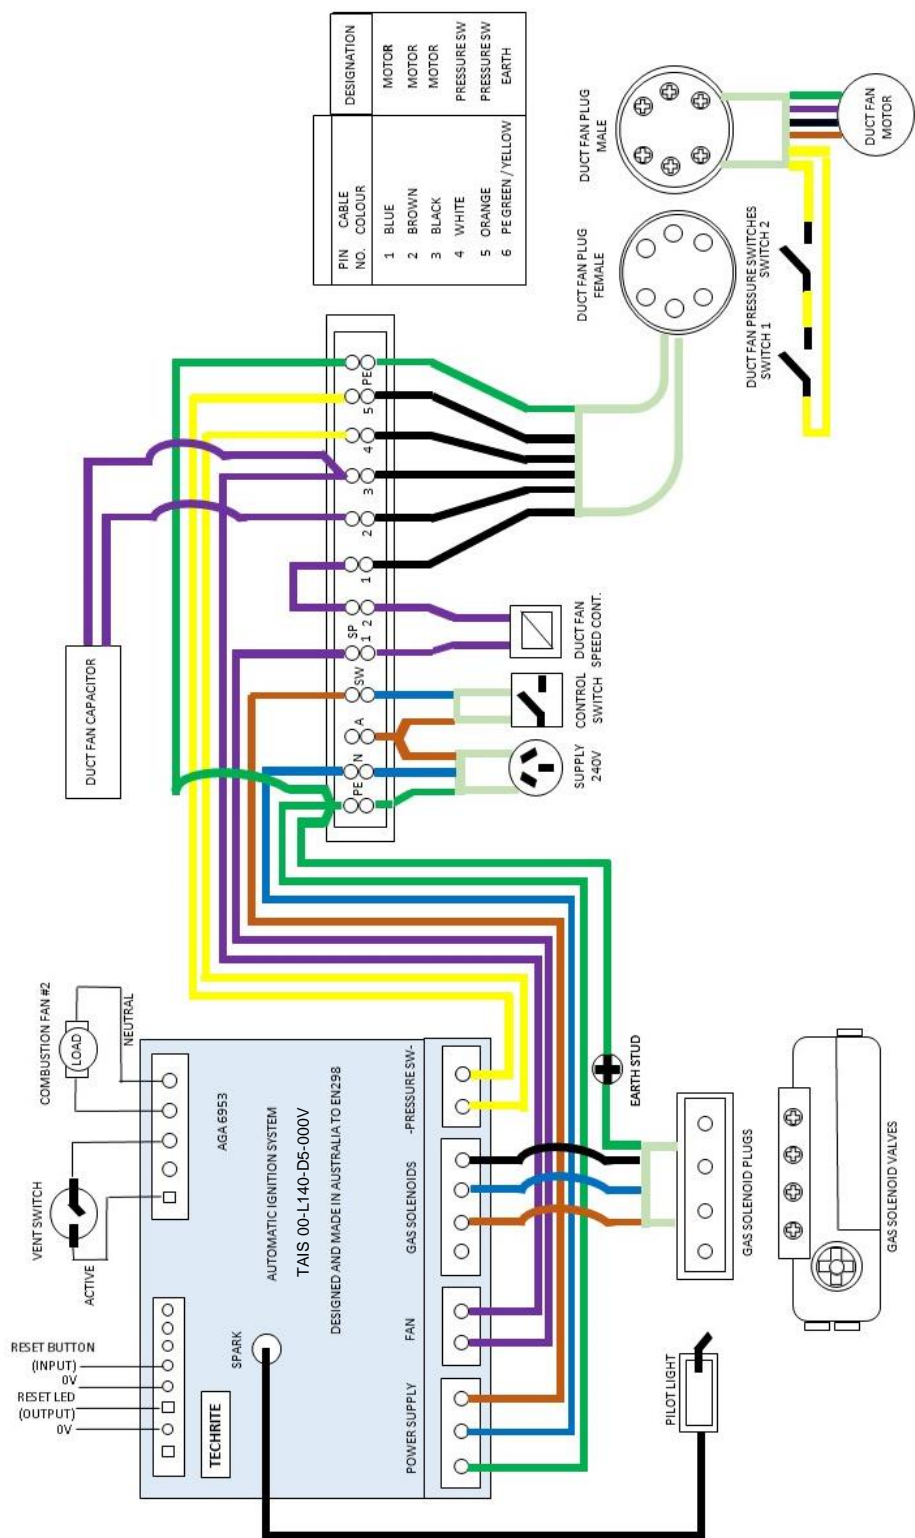 RESET BUTTON
(INPUT)
0V
RESET LED
(OUTPUT)
0V
TECHRITE
SPARK
POWER SUPPLY
FAN
GAS SOLENOIDS
-PRESSURE SW-
ACTIVE
VENT SWITCH
COMBUSTION FAN #2
LOAD
NEUTRAL
AGA 6953
AUTOMATIC IGNITION SYSTEM
TAIS 00-L140-D5-000V
DESIGNED AND MADE IN AUSTRALIA TO EN298
PILOT LIGHT
GAS SOLENOID PLUGS
GAS SOLENOID VALVES
EARTH STUD
DUCT FAN CAPACITOR
PE
N
A
SW
SP
1
2
1
2
3
4
5
PE
SUPPLY
240V
CONTROL
SWITCH
DUCT FAN
SPEED CONT.
PIN CABLE DESIGNATION
NO. COLOUR
1 BLUE MOTOR
2 BROWN MOTOR
3 BLACK MOTOR
4 WHITE PRESSURE SW
5 ORANGE PRESSURE SW
6 PE GREEN / YELLOW EARTH
DUCT FAN PLUG
FEMALE
DUCT FAN PLUG
MALE
DUCT FAN PRESSURE SWITCHES
SWITCH 1 SWITCH 2
DUCT FAN
MOTOR